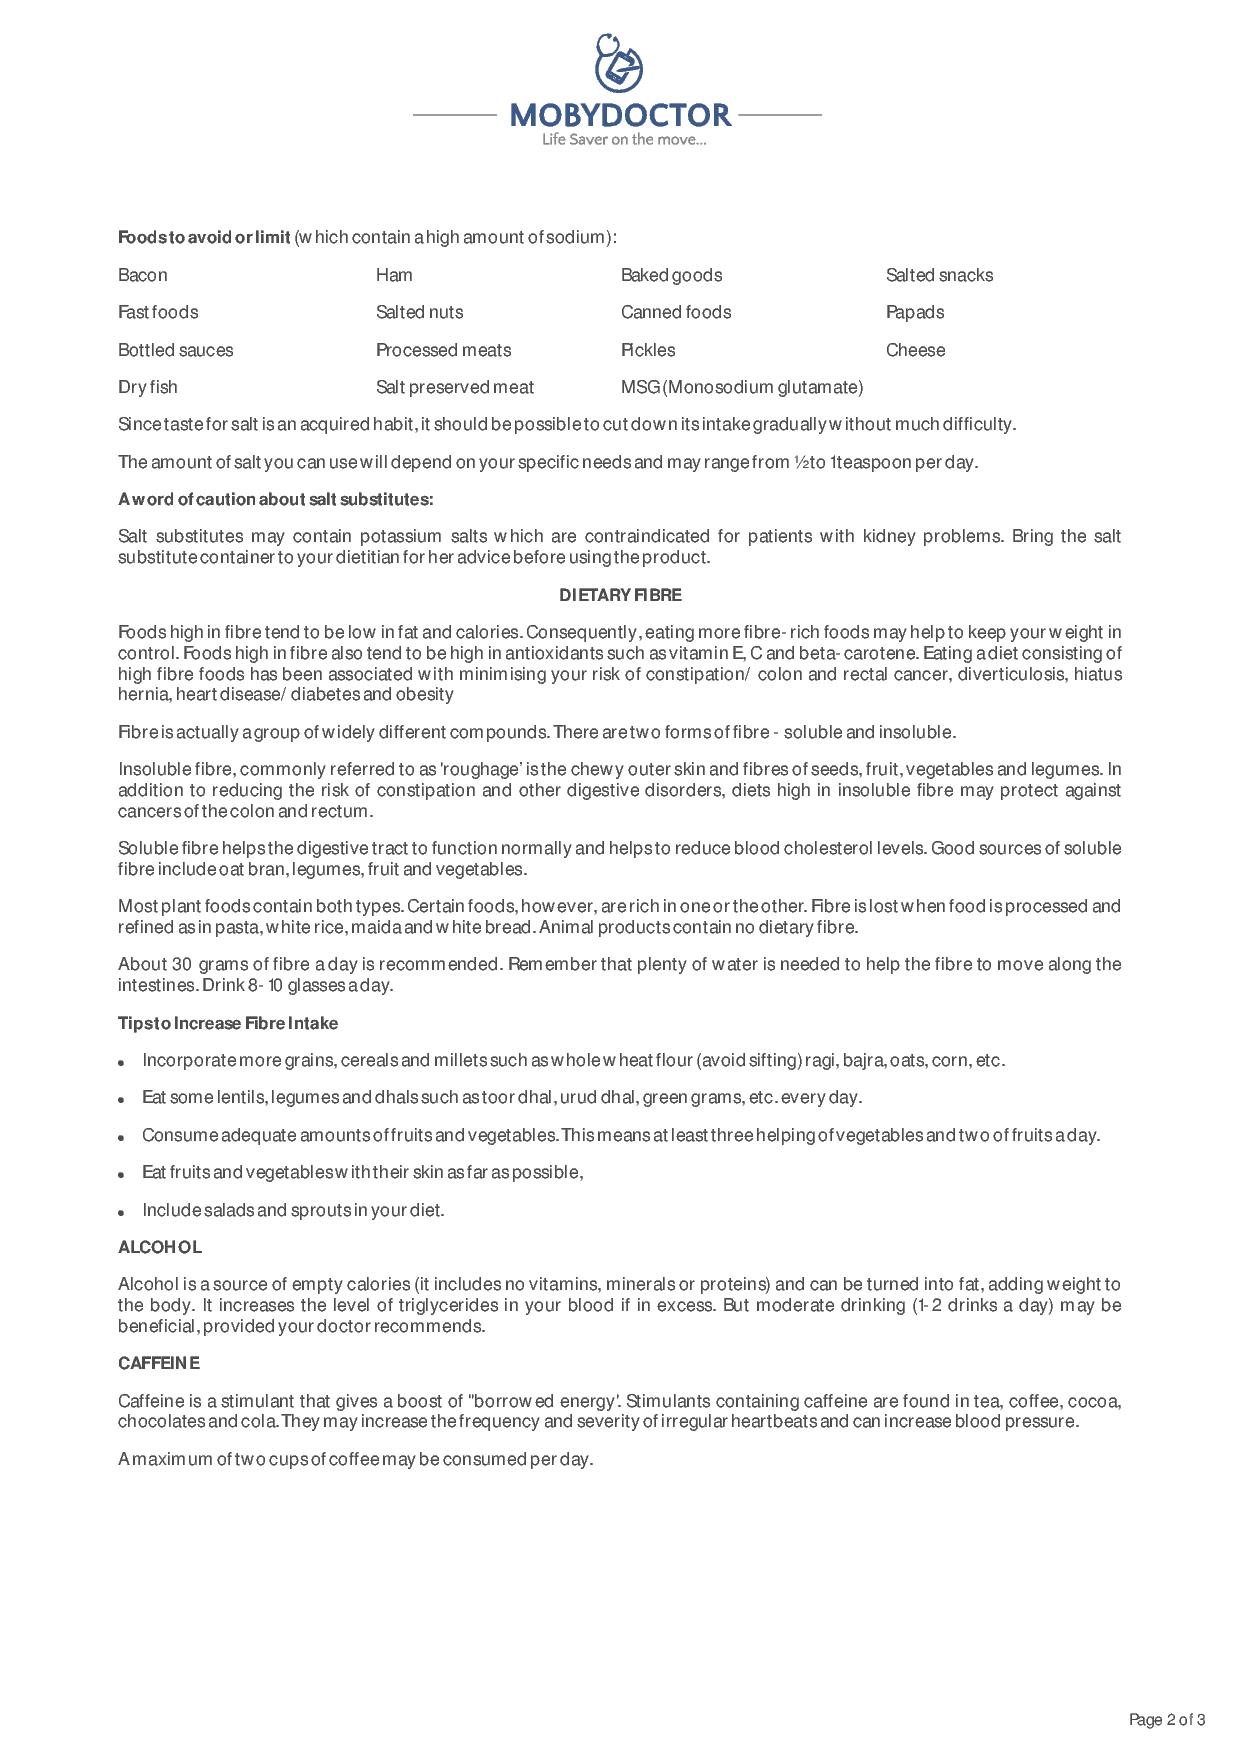 MOBYDOCTOR
Life Saver on the move...
Foods to avoid or limit (which contain a high amount of sodium):
Bacon Ham Baked goods Salted snacks
Fast foods Salted nuts Canned foods Papads
Bottled sauces Processed meats Pickles Cheese
Dry fish Salt preserved meat MSG (Monosodium glutamate)
Since taste for salt is an acquired habit, it should be possible to cut down its intake gradually without much difficulty.
The amount of salt you can use will depend on your specific needs and may range from ½ to 1 teaspoon per day.
A word of caution about salt substitutes:
Salt substitutes may contain potassium salts which are contraindicated for patients with kidney problems. Bring the salt
substitute container to your dietitian for her advice before using the product.
DIETARY FIBRE
Foods high in fibre tend to be low in fat and calories. Consequently, eating more fibre- rich foods may help to keep your weight in
control. Foods high in fibre also tend to be high in antioxidants such as vitamin E, C and beta- carotene. Eating a diet consisting of
high fibre foods has been associated with minimising your risk of constipation/ colon and rectal cancer, diverticulosis, hiatus
hernia, heart disease/ diabetes and obesity
Fibre is actually a group of widely different compounds. There are two forms of fibre - soluble and insoluble.
Insoluble fibre, commonly referred to as 'roughage' is the chewy outer skin and fibres of seeds, fruit, vegetables and legumes. In
addition to reducing the risk of constipation and other digestive disorders, diets high in insoluble fibre may protect against
cancers of the colon and rectum.
Soluble fibre helps the digestive tract to function normally and helps to reduce blood cholesterol levels. Good sources of soluble
fibre include oat bran, legumes, fruit and vegetables.
Most plant foods contain both types. Certain foods, however, are rich in one or the other. Fibre is lost when food is processed and
refined as in pasta, white rice, maida and white bread. Animal products contain no dietary fibre.
About 30 grams of fibre a day is recommended. Remember that plenty of water is needed to help the fibre to move along the
intestines. Drink 8- 10 glasses a day.
Tips to Increase Fibre Intake
• Incorporate more grains, cereals and millets such as whole wheat flour (avoid sifting) ragi, bajra, oats, corn, etc.
• Eat some lentils, legumes and dhals such as toor dhal, urud dhal, green grams, etc. every day.
• Consume adequate amounts of fruits and vegetables. This means at least three helping of vegetables and two of fruits a day.
• Eat fruits and vegetables with their skin as far as possible,
• Include salads and sprouts in your diet.
ALCOHOL
Alcohol is a source of empty calories (it includes no vitamins, minerals or proteins) and can be turned into fat, adding weight to
the body. It increases the level of triglycerides in your blood if in excess. But moderate drinking (1- 2 drinks a day) may be
beneficial, provided your doctor recommends.
CAFFEINE
Caffeine is a stimulant that gives a boost of "borrowed energy'. Stimulants containing caffeine are found in tea, coffee, cocoa,
chocolates and cola. They may increase the frequency and severity of irregular heartbeats and can increase blood pressure.
A maximum of two cups of coffee may be consumed per day.
Page 2 of 3